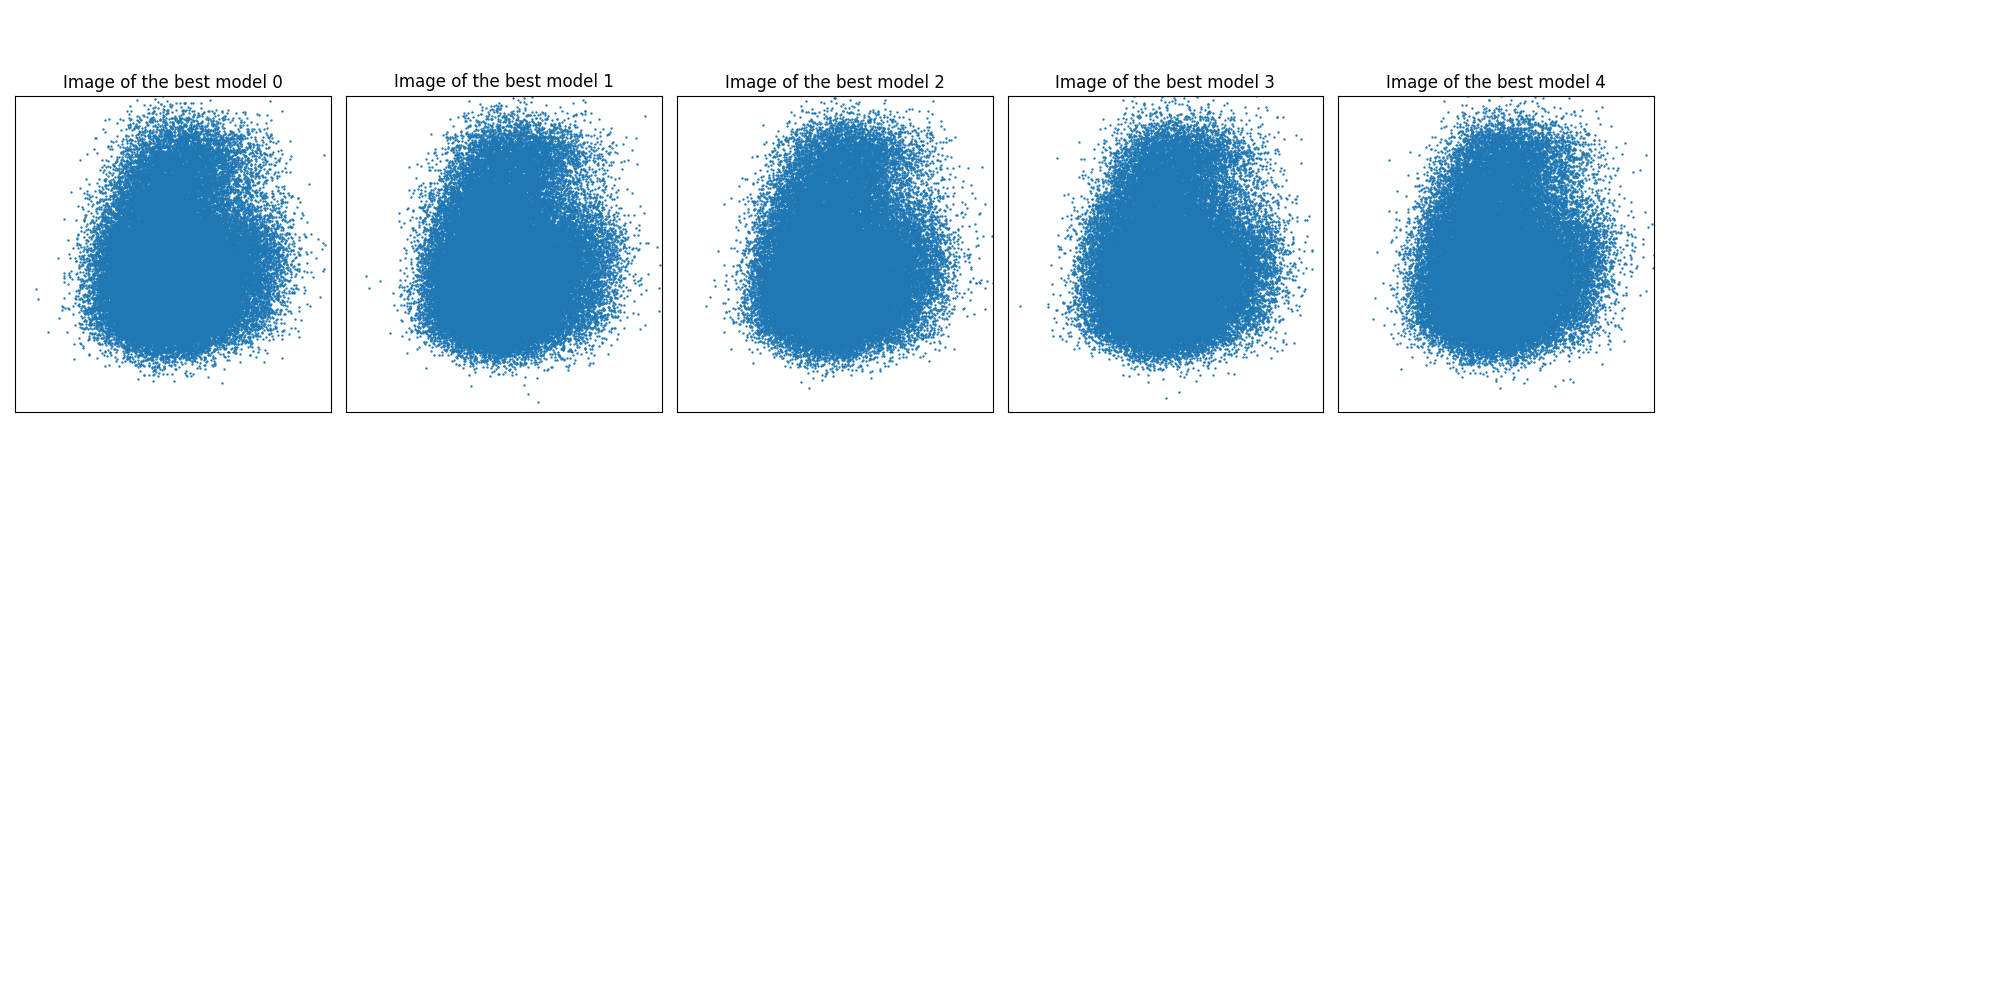 Image of the best model 0
Image of the best model 1
Image of the best model 2
Image of the best model 3
Image of the best model 4